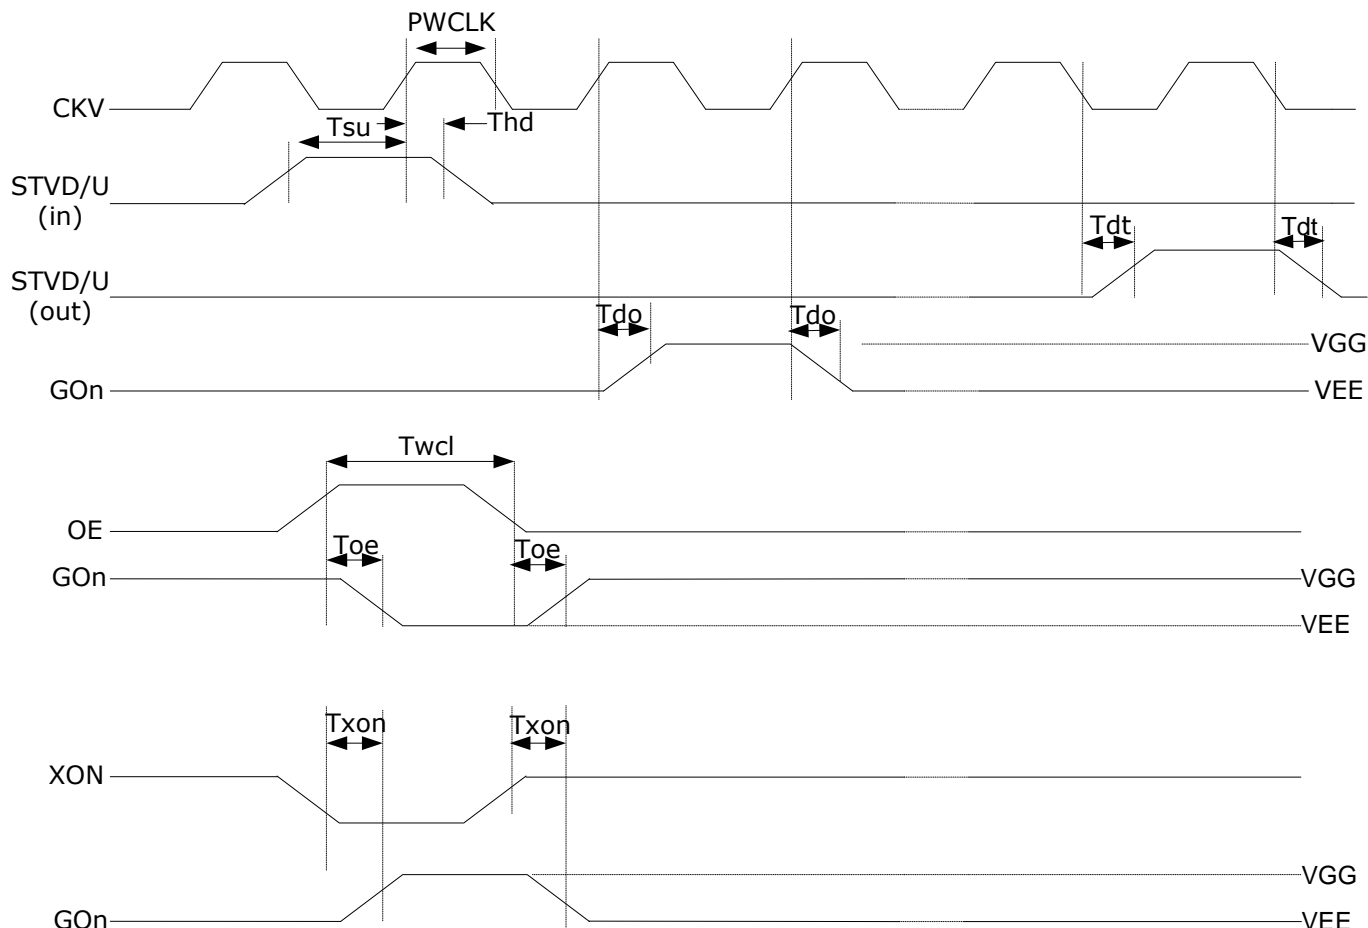 PWCLK
CKV
Tsu
Thd
STVD/U
(in)
Tdt
Tdt
STVD/U
(out)
Tdo
Tdo
VGG
GOn
VEE
Twcl
OE
Toe
Toe
GOn
VGG
VEE
Txon
Txon
XON
VGG
GOn
VEE